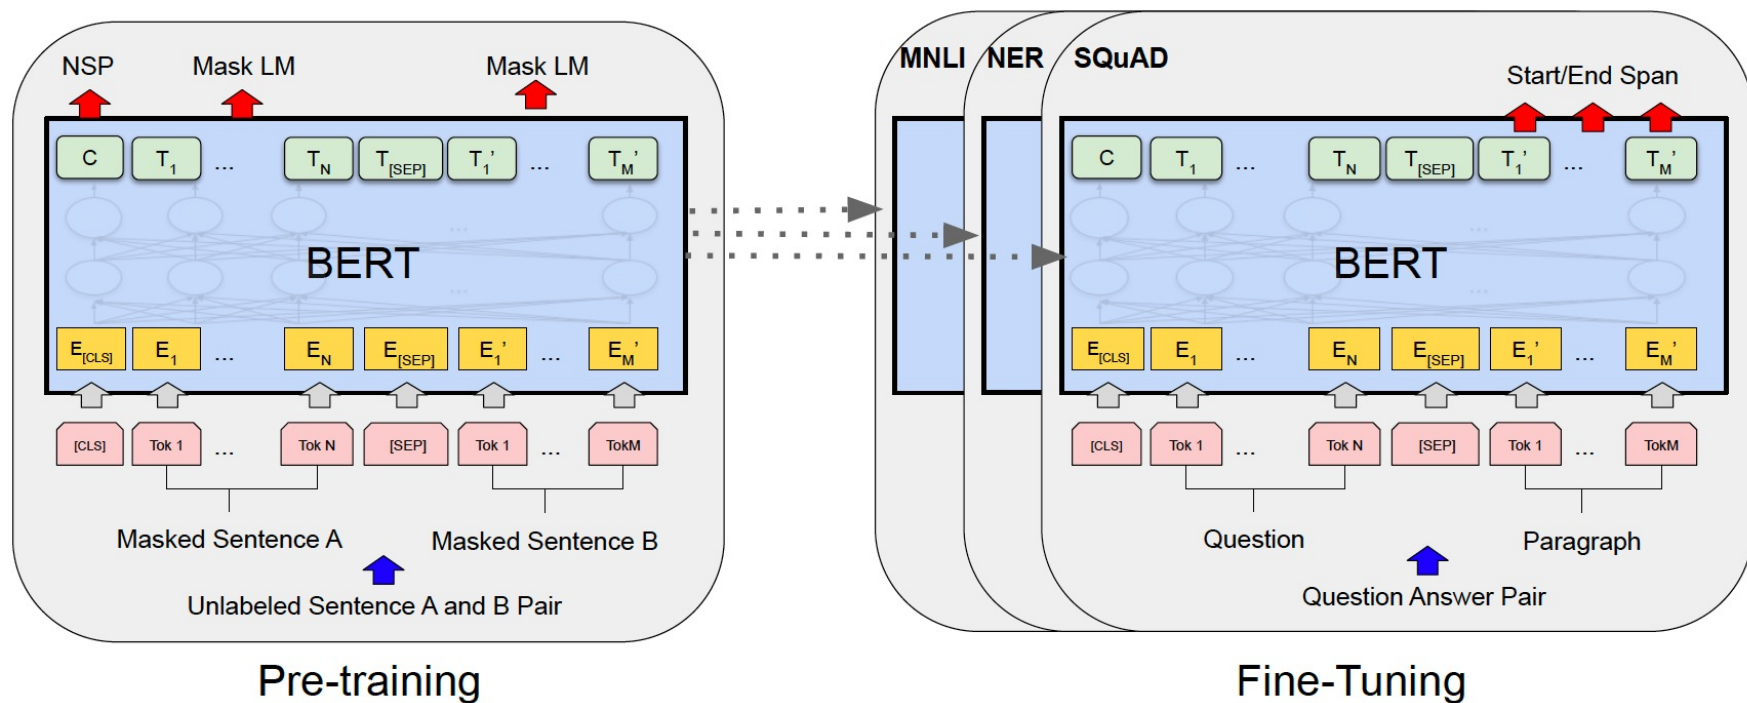 NSP Mask LM Mask LM
C T1 ... TN T[SEP] T1’ ... TM’
...
BERT
...
E[CLS] E1 ... EN E[SEP] E1’ ... EM’
[CLS] Tok 1 ... Tok N [SEP] Tok 1 ... TokM
Masked Sentence A Masked Sentence B
Unlabeled Sentence A and B Pair
Pre-training
MNLI NER SQuAD
Start/End Span
C T1 ... TN T[SEP] T1’ ... TM’
...
BERT
...
E[CLS] E1 ... EN E[SEP] E1’ ... EM’
[CLS] Tok 1 ... Tok N [SEP] Tok 1 ... TokM
Question Paragraph
Question Answer Pair
Fine-Tuning